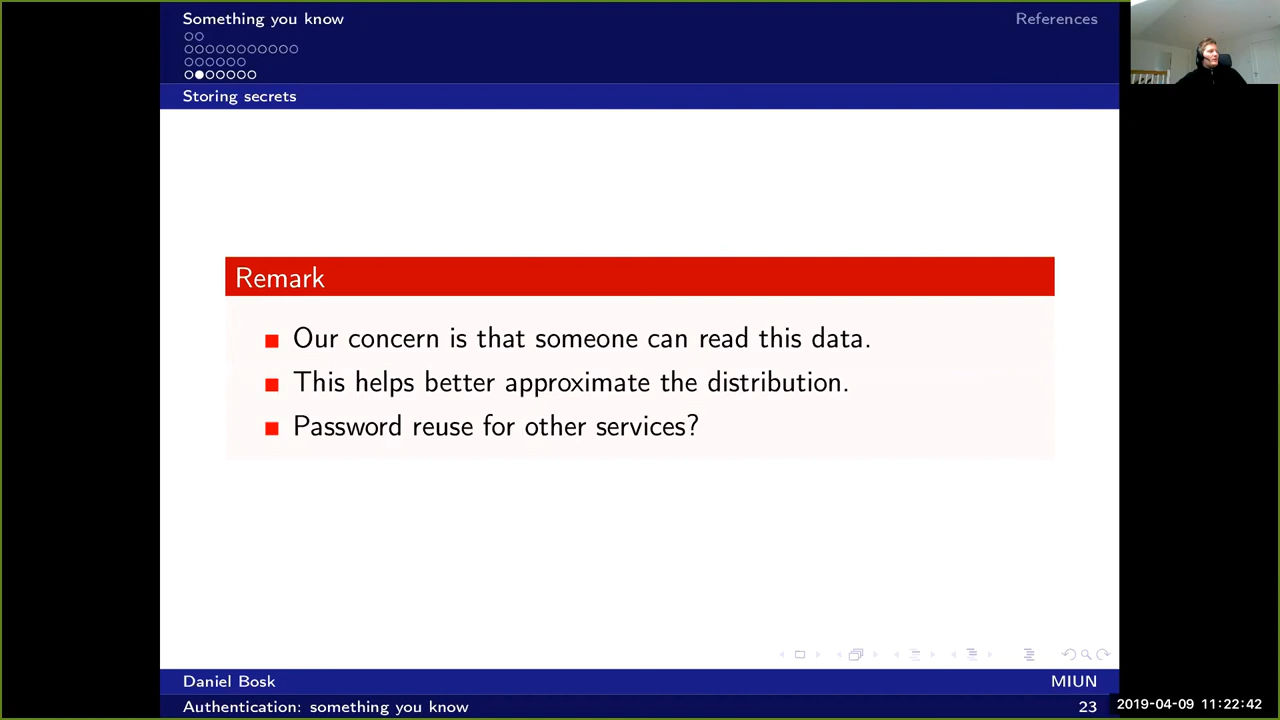 Something you know
References
Storing secrets
Remark
Our concern is that someone can read this data.
This helps better approximate the distribution.
Password reuse for other services?
Daniel Bosk
MIUN
Authentication: something you know
23
2019-04-09 11:22:42